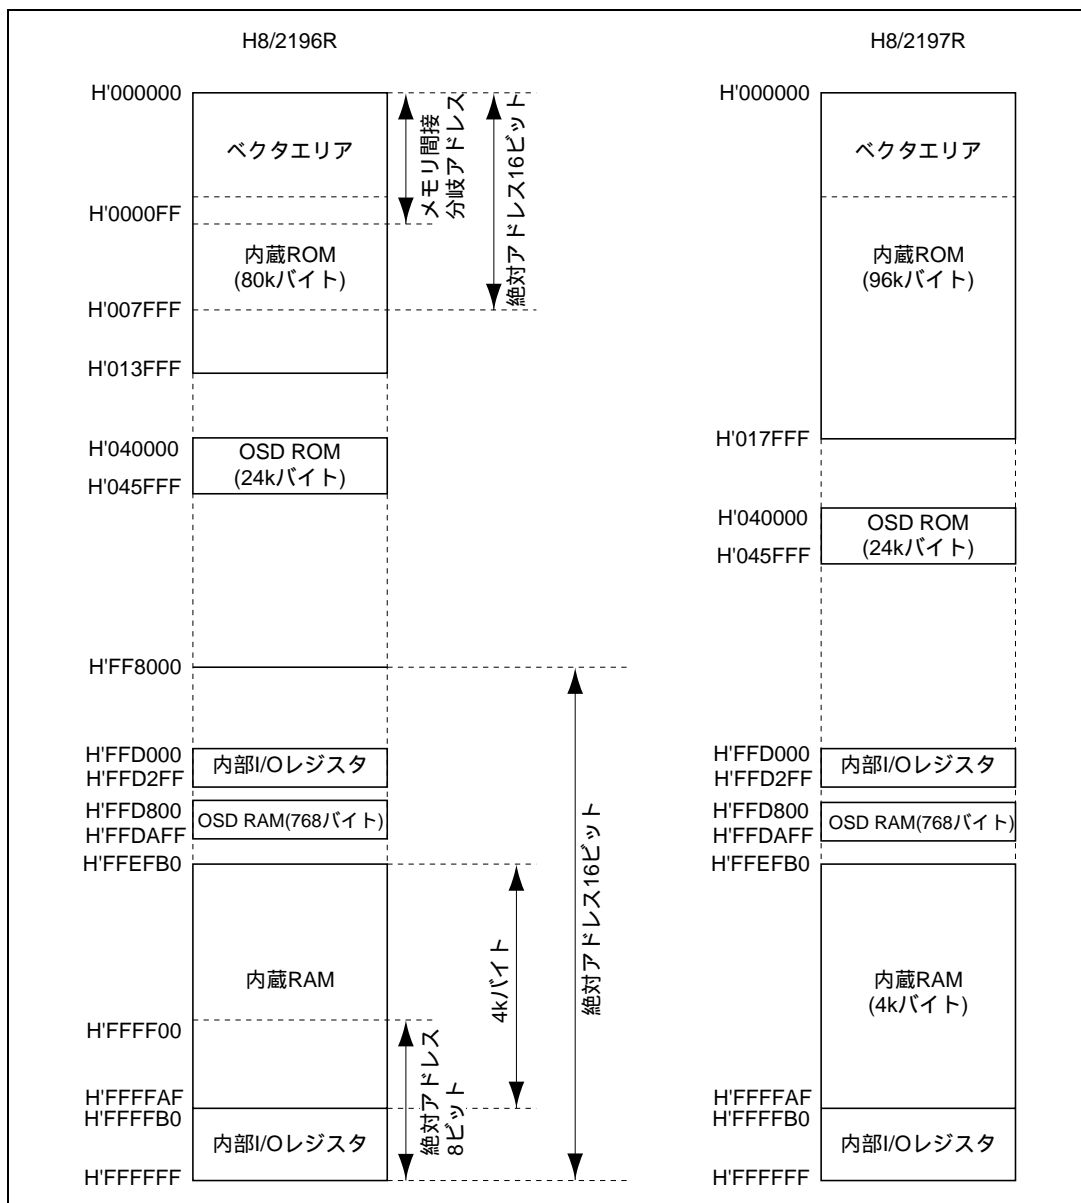 H8/2196R
H'000000
ベクタエリア
H'0000FF
内蔵ROM
(80kバイト)
H'007FFF
H'013FFF
H'040000
OSD ROM
(24kバイト)
H'045FFF
H'FF8000
H'FFD000
内部I/Oレジスタ
H'FFD2FF
H'FFD800
OSD RAM(768バイト)
H'FFDAFF
H'FFEFB0
内蔵RAM
H'FFFF00
H'FFFFAF
H'FFFFB0
内部I/Oレジスタ
H'FFFFFF
メモリ間接
分岐アドレス
絶対アドレス16ビット
4kバイト
絶対アドレス
8ビット
絶対アドレス16ビット
H8/2197R
H'000000
ベクタエリア
内蔵ROM
(96kバイト)
H'017FFF
H'040000
OSD ROM
(24kバイト)
H'045FFF
H'FFD000
内部I/Oレジスタ
H'FFD2FF
H'FFD800
OSD RAM(768バイト)
H'FFDAFF
H'FFEFB0
内蔵RAM
(4kバイト)
H'FFFFAF
H'FFFFB0
内部I/Oレジスタ
H'FFFFFF